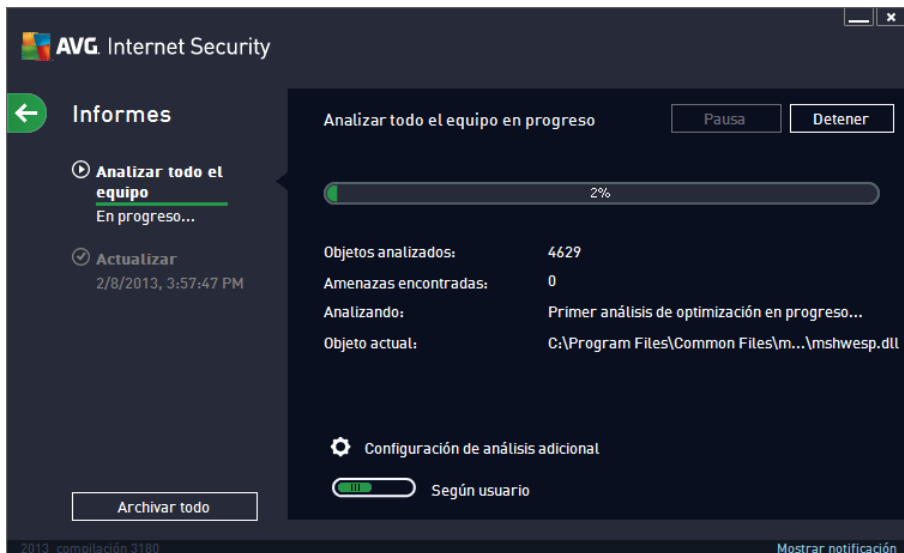 AVG. Internet Security
Informes
Analizar todo el
equipo
En progreso...
Actualizar
2/8/2013, 3:57:47 PM
Archivar todo
Analizar todo el equipo en progreso
Pausa
Detener
2%
Objetos analizados: 4629
Amenazas encontradas: 0
Analizando: Primer análisis de optimización en progreso...
Objeto actual: C:\Program Files\Common Files\m...\mshwesp.dll
Configuración de análisis adicional
Según usuario
2013 compilación 3180
Mostrar notificación